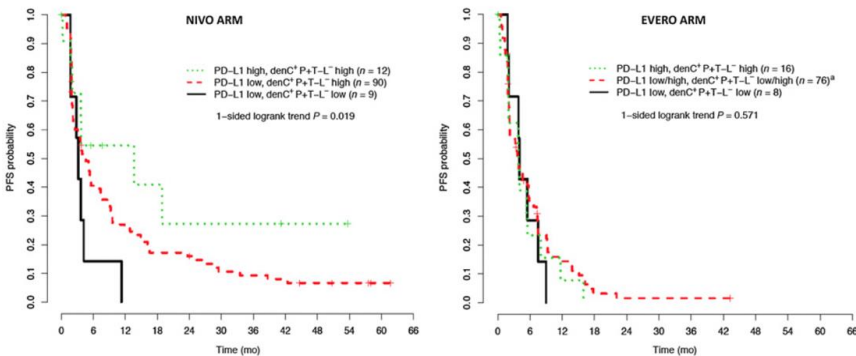 NIVO ARM
PD–L1 high, denC⁺ P+T–L⁻ high (n = 12)
PD–L1 low, denC⁺ P+T–L⁻ high (n = 90)
PD–L1 low, denC⁺ P+T–L⁻ low (n = 9)
1–sided logrank trend P = 0.019
PFS probability
1.0
0.9
0.8
0.7
0.6
0.5
0.4
0.3
0.2
0.1
0.0
0 6 12 18 24 30 36 42 48 54 60 66
Time (mo)
EVERO ARM
PD–L1 high, denC⁺ P+T–L⁻ high (n = 16)
PD–L1 low/high, denC⁺ P+T–L⁻ low/high (n = 76)ᵃ
PD–L1 low, denC⁺ P+T–L⁻ low (n = 8)
1–sided logrank trend P = 0.571
PFS probability
1.0
0.9
0.8
0.7
0.6
0.5
0.4
0.3
0.2
0.1
0.0
0 6 12 18 24 30 36 42 48 54 60 66
Time (mo)